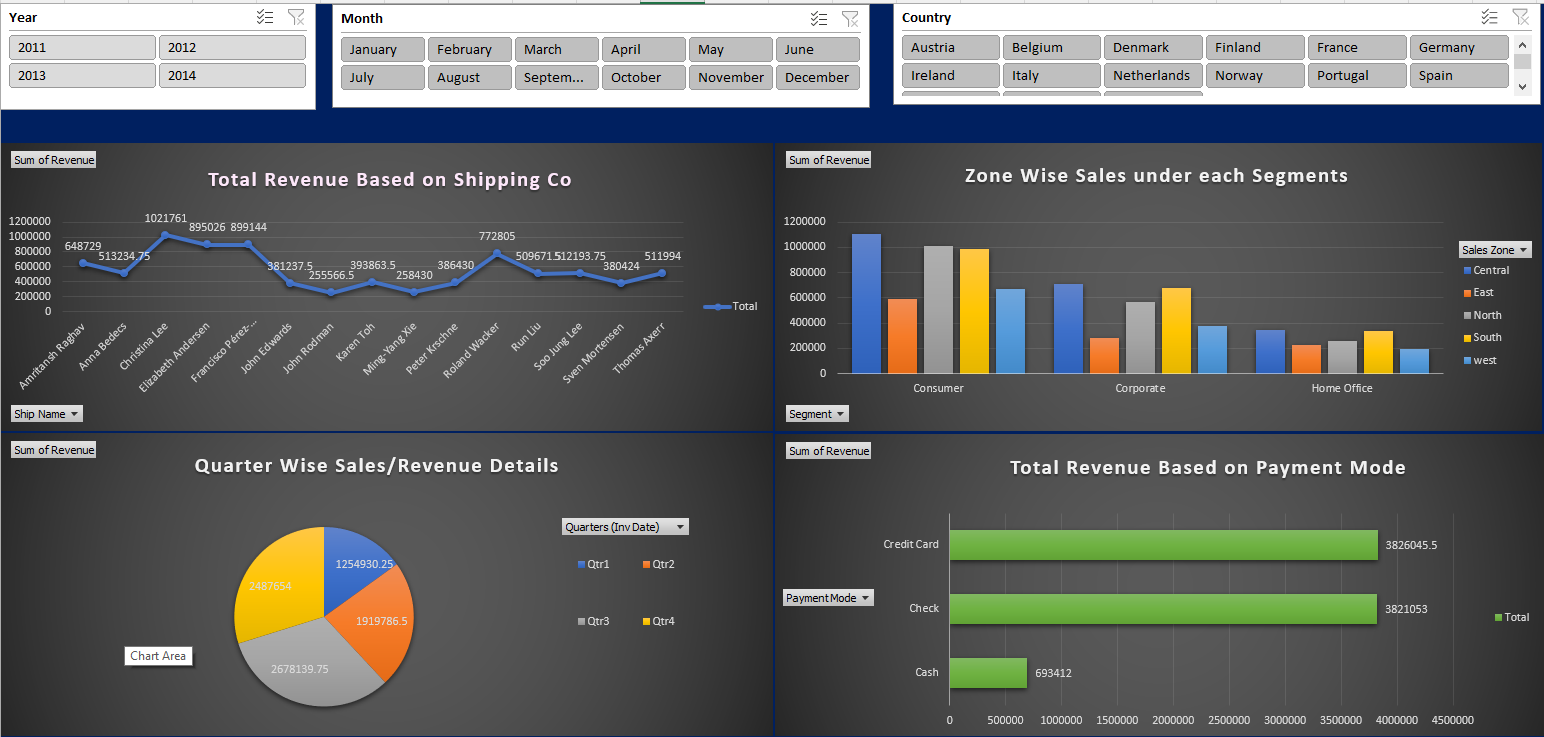 Year
2011 2012
2013 2014
Month
January February March April May June
July August Septem... October November December
Country
Austria Belgium Denmark Finland France Germany
Ireland Italy Netherlands Norway Portugal Spain
Sum of Revenue
Total Revenue Based on Shipping Co
1200000
1000000
800000
600000
400000
200000
0
648729
513234.75
1021761
895026
899144
381237.5
255566.5
393863.5
258430
386430
772805
509671.5
512193.75
380424
511994
Total
Amritansh Raghav
Anna Bedecs
Christina Lee
Elizabeth Andersen
Francisco Pérez-...
John Edwards
John Rodman
Karen Toh
Ming-Yang Xie
Peter Krschne
Roland Wacker
Run Liu
Soo Jung Lee
Sven Mortensen
Thomas Axerr
Ship Name
Sum of Revenue
Zone Wise Sales under each Segments
1200000
1000000
800000
600000
400000
200000
0
Consumer Corporate Home Office
Sales Zone
Central
East
North
South
west
Segment
Sum of Revenue
Quarter Wise Sales/Revenue Details
1254930.25
1919786.5
2678139.75
2487654
Quarters (Inv Date)
Qtr1 Qtr2
Qtr3 Qtr4
Chart Area
Sum of Revenue
Total Revenue Based on Payment Mode
Credit Card 3826045.5
Payment Mode
Check 3821053
Total
Cash 693412
0 500000 1000000 1500000 2000000 2500000 3000000 3500000 4000000 4500000